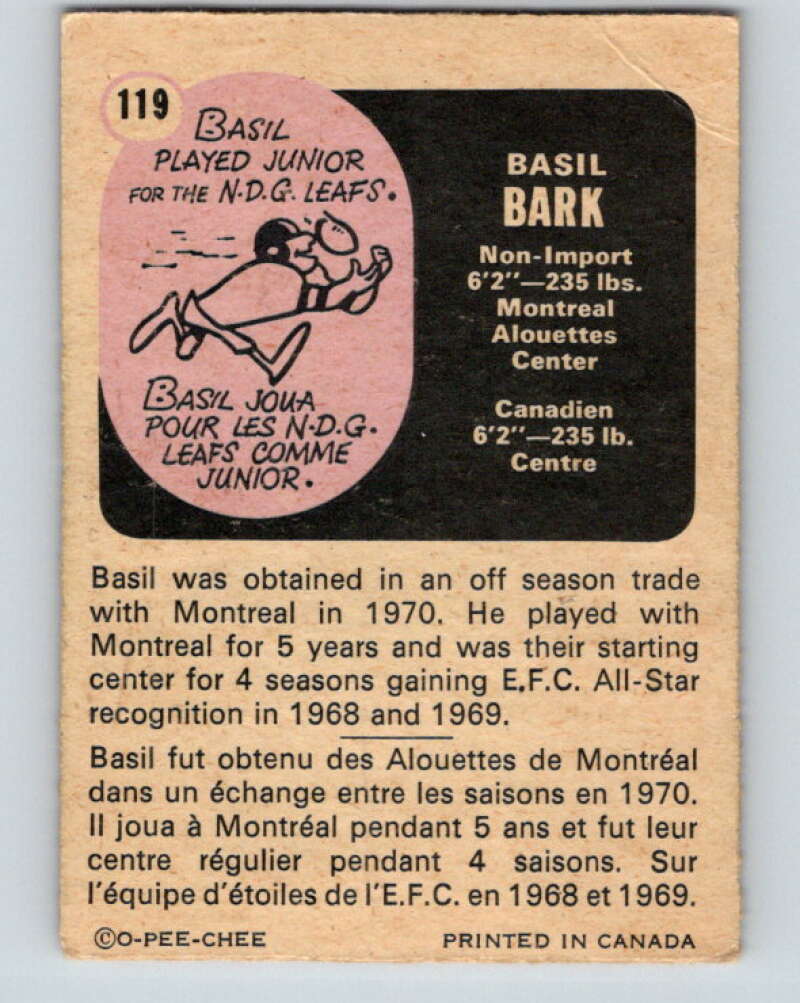 119
BASIL
PLAYED JUNIOR
FOR THE N.D.G. LEAFS.
BASIL JOUA
POUR LES N.D.G.
LEAFS COMME
JUNIOR.
BASIL
BARK
Non-Import
6'2"—235 lbs.
Montreal
Alouettes
Center
Canadien
6'2"—235 lb.
Centre
Basil was obtained in an off season trade
with Montreal in 1970. He played with
Montreal for 5 years and was their starting
center for 4 seasons gaining E.F.C. All-Star
recognition in 1968 and 1969.
Basil fut obtenu des Alouettes de Montréal
dans un échange entre les saisons en 1970.
Il joua à Montréal pendant 5 ans et fut leur
centre régulier pendant 4 saisons. Sur
l'équipe d'étoiles de l'E.F.C. en 1968 et 1969.
©O-PEE-CHEE PRINTED IN CANADA